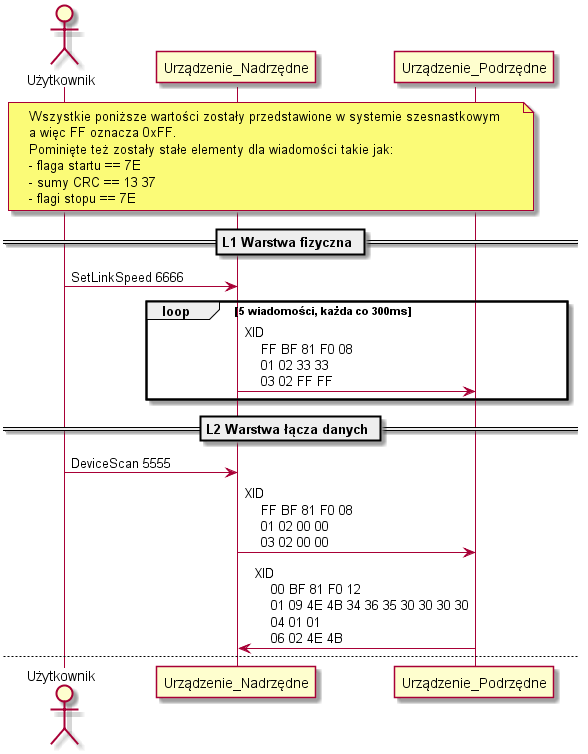 Użytkownik
Urządzenie_Nadrzędne
Urządzenie_Podrzędne
Wszystkie poniższe wartości zostały przedstawione w systemie szesnastkowym
a więc FF oznacza 0xFF.
Pominięte też zostały stałe elementy dla wiadomości takie jak:
- flaga startu == 7E
- sumy CRC == 13 37
- flagi stopu == 7E
L1 Warstwa fizyczna
SetLinkSpeed 6666
loop
[5 wiadomości, każda co 300ms]
XID
FF BF 81 F0 08
01 02 33 33
03 02 FF FF
L2 Warstwa łącza danych
DeviceScan 5555
XID
FF BF 81 F0 08
01 02 00 00
03 02 00 00
XID
00 BF 81 F0 12
01 09 4E 4B 34 36 35 30 30 30 30
04 01 01
06 02 4E 4B
Użytkownik
Urządzenie_Nadrzędne
Urządzenie_Podrzędne